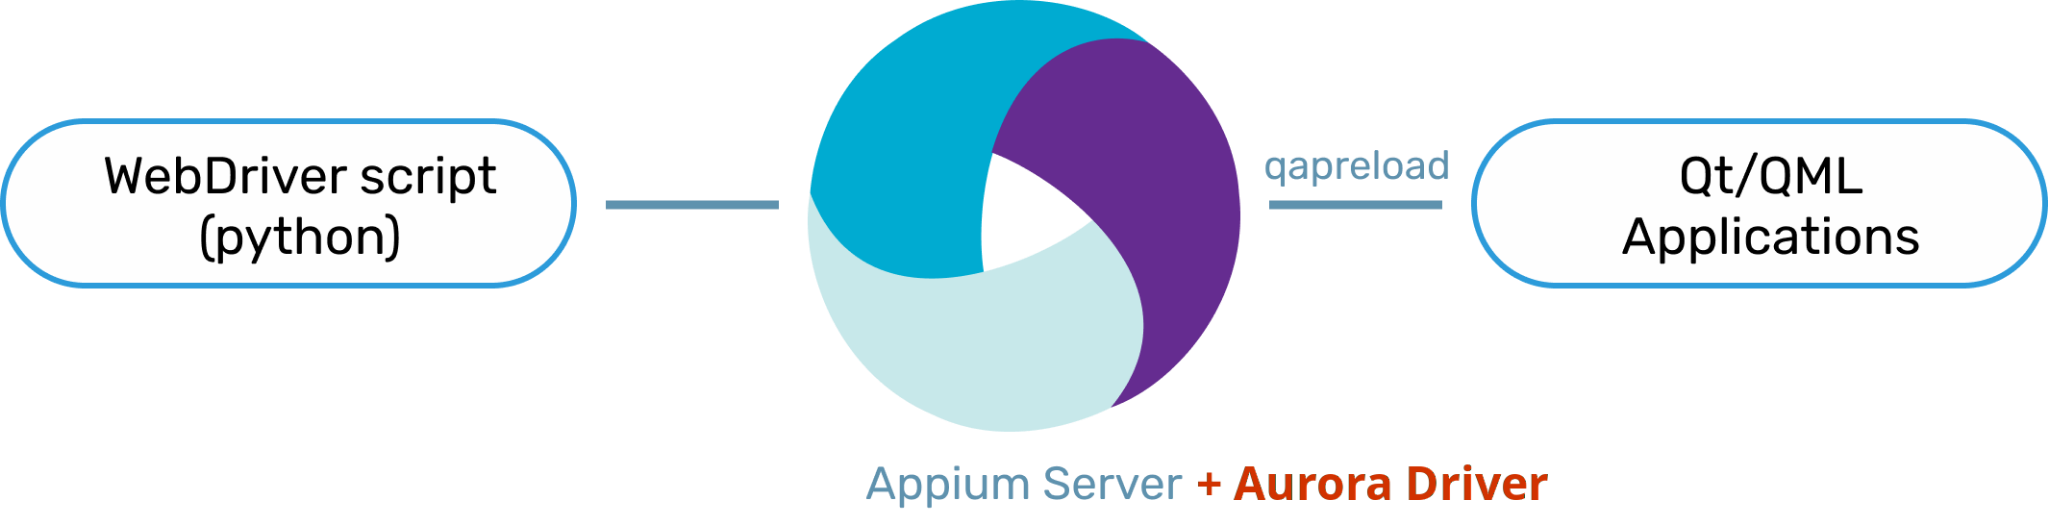 WebDriver script
(python)
qapreload
Qt/QML
Applications
Appium Server + Aurora Driver